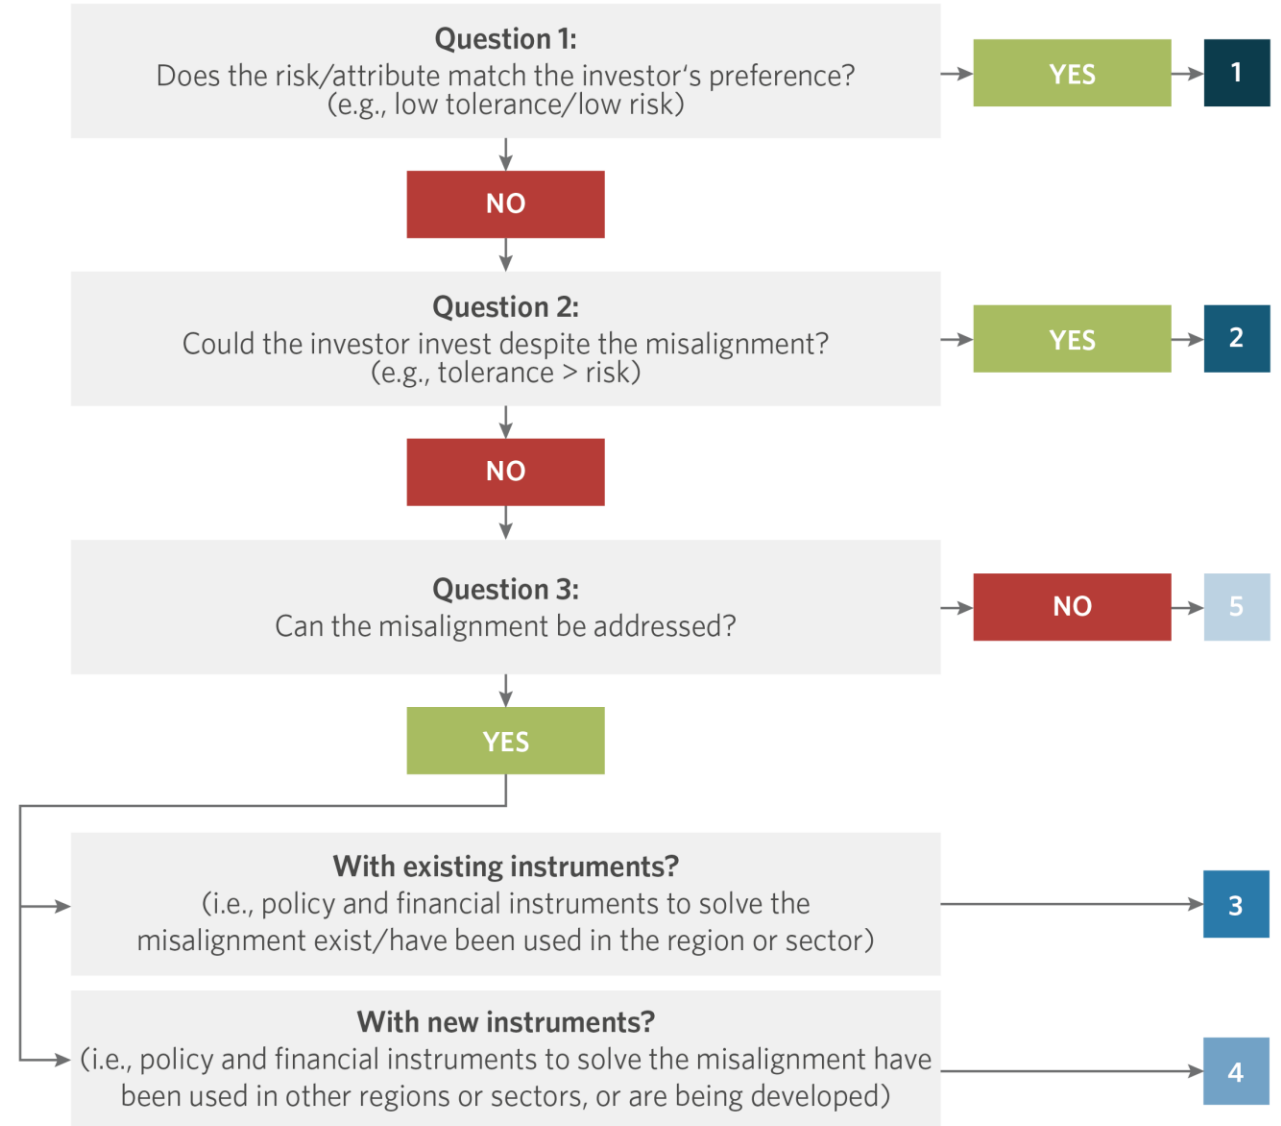 Question 1:
Does the risk/attribute match the investor‘s preference?
(e.g., low tolerance/low risk)
YES
1
NO
Question 2:
Could the investor invest despite the misalignment?
(e.g., tolerance > risk)
YES
2
NO
Question 3:
Can the misalignment be addressed?
NO
5
YES
With existing instruments?
(i.e., policy and financial instruments to solve the
misalignment exist/have been used in the region or sector)
3
With new instruments?
(i.e., policy and financial instruments to solve the misalignment have
been used in other regions or sectors, or are being developed)
4